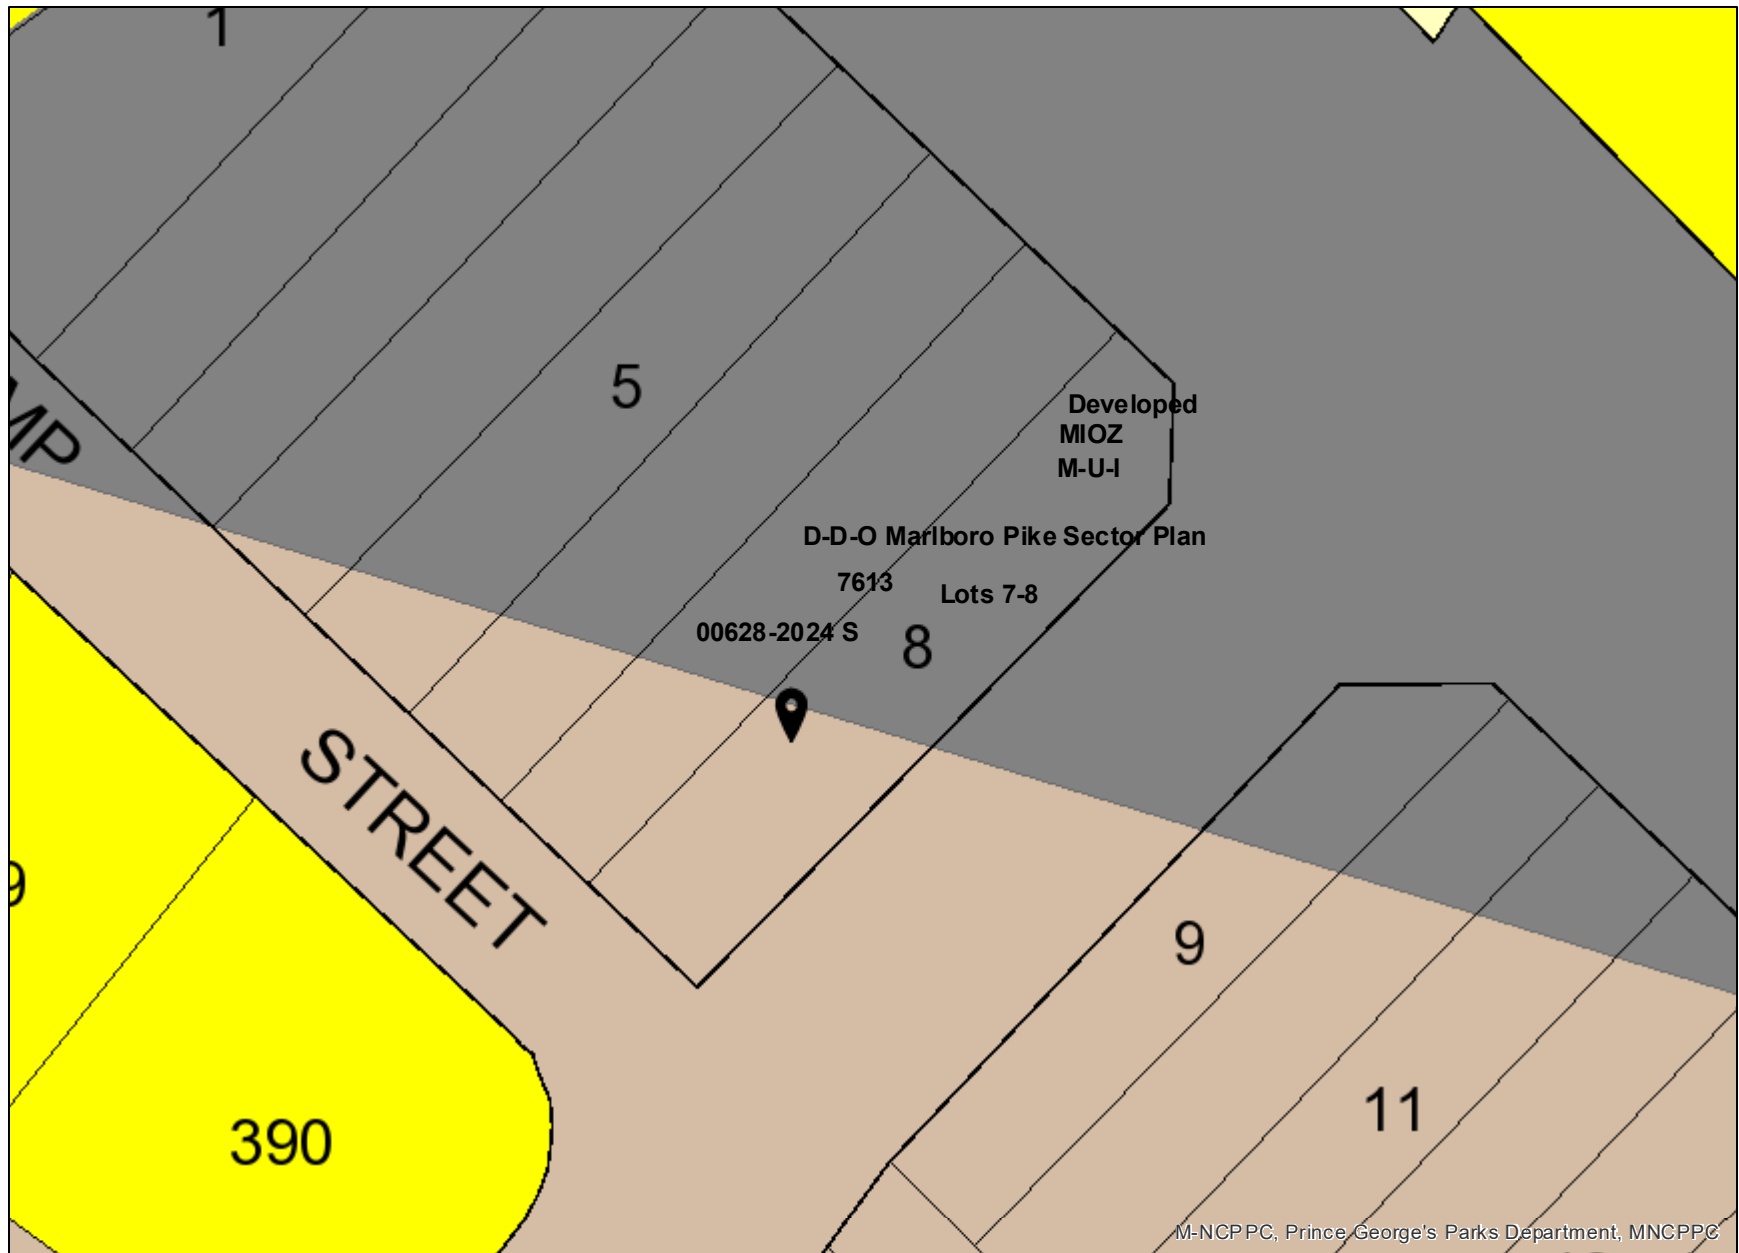 1
5
MP
Developed
MIOZ
M-U-I
D-D-O Marlboro Pike Sector Plan
7613
Lots 7-8
00628-2024 S
8
STREET
9
9
11
390
M-NCPPC, Prince George's Parks Department, MNCPPC